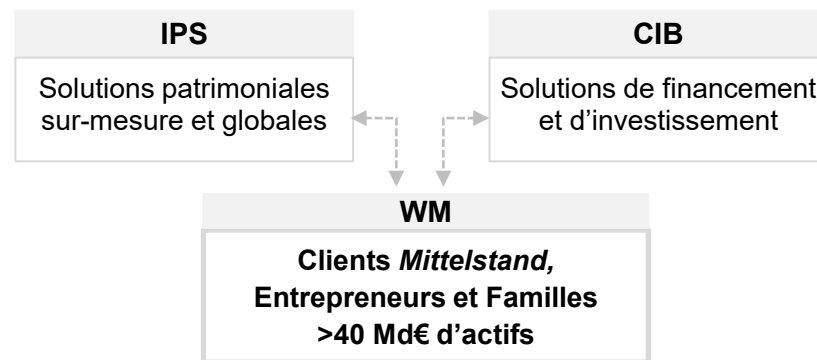 IPS
Solutions patrimoniales
sur-mesure et globales
CIB
Solutions de financement
et d’investissement
WM
Clients Mittelstand,
Entrepreneurs et Familles
>40 Md€ d’actifs